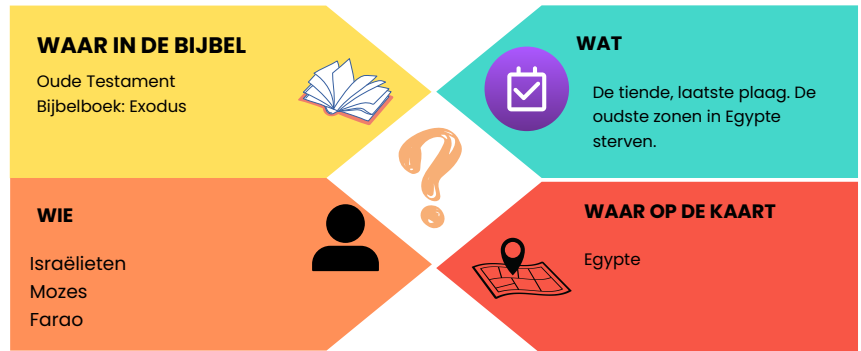 WAAR IN DE BIJBEL
Oude Testament
Bijbelboek: Exodus
WAT
De tiende, laatste plaag. De
oudste zonen in Egypte
sterven.
?
WIE
Israëlieten
Mozes
Farao
WAAR OP DE KAART
Egypte